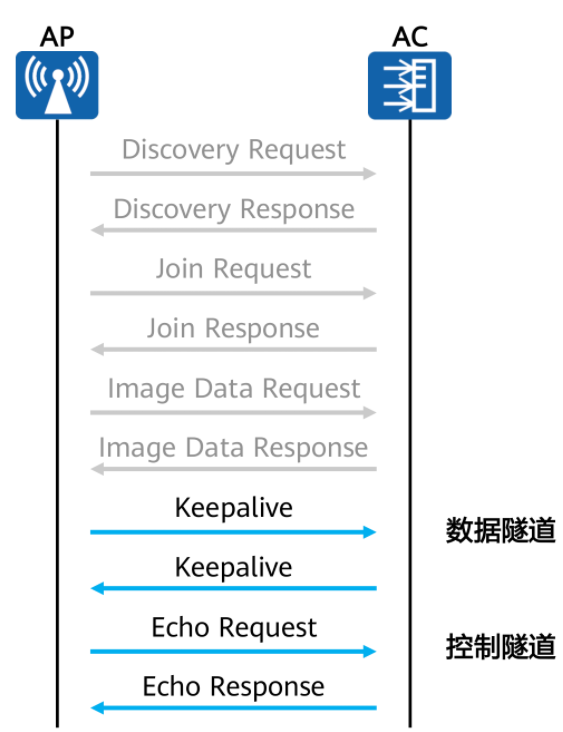 AP AC
Discovery Request
Discovery Response
Join Request
Join Response
Image Data Request
Image Data Response
Keepalive
数据隧道
Keepalive
Echo Request
控制隧道
Echo Response